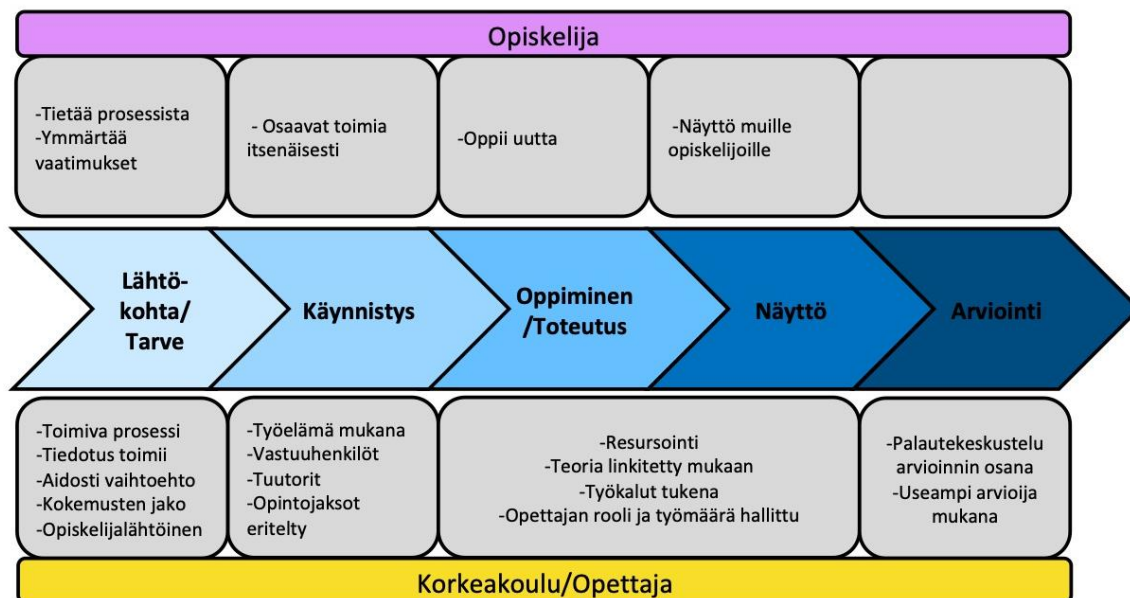 Opiskelija
-Tietää prosessista
-Ymmärtää
vaatimukset
- Osaavat toimia
itsenäisesti
-Oppii uutta
-Näyttö muille
opiskelijoille
Lähtö-
kohta/
Tarve
Käynnistys
Oppiminen
/Toteutus
Näyttö
Arviointi
-Toimiva prosessi
-Tiedotus toimii
-Aidosti vaihtoehto
-Kokemusten jako
-Opiskelijalähtöinen
-Työelämä mukana
-Vastuuhenkilöt
-Tuutorit
-Opintojaksot
eritelty
-Resursointi
-Teoria linkitetty mukaan
-Työkalut tukena
-Opettajan rooli ja työmäärä hallittu
-Palautekeskustelu
arvioinnin osana
-Useampi arvioija
mukana
Korkeakoulu/Opettaja